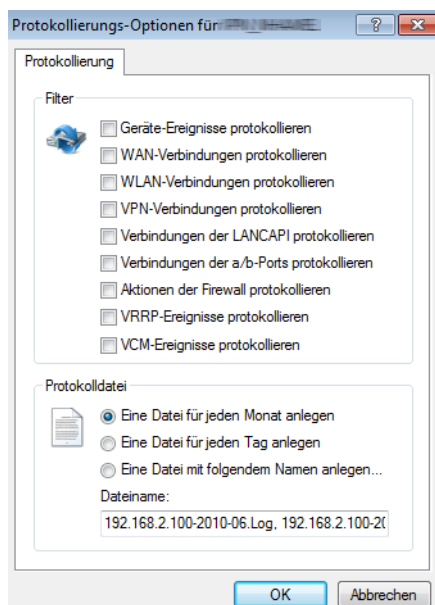 Protokollierungs-Optionen für
Protokollierung
Filter
Geräte-Ereignisse protokollieren
WAN-Verbindungen protokollieren
WLAN-Verbindungen protokollieren
VPN-Verbindungen protokollieren
Verbindungen der LANCAPI protokollieren
Verbindungen der a/b-Ports protokollieren
Aktionen der Firewall protokollieren
VRRP-Ereignisse protokollieren
VCM-Ereignisse protokollieren
Protokolldatei
Eine Datei für jeden Monat anlegen
Eine Datei für jeden Tag anlegen
Eine Datei mit folgendem Namen anlegen...
Dateiname:
192.168.2.100-2010-06.Log, 192.168.2.100-20
OK
Abbrechen